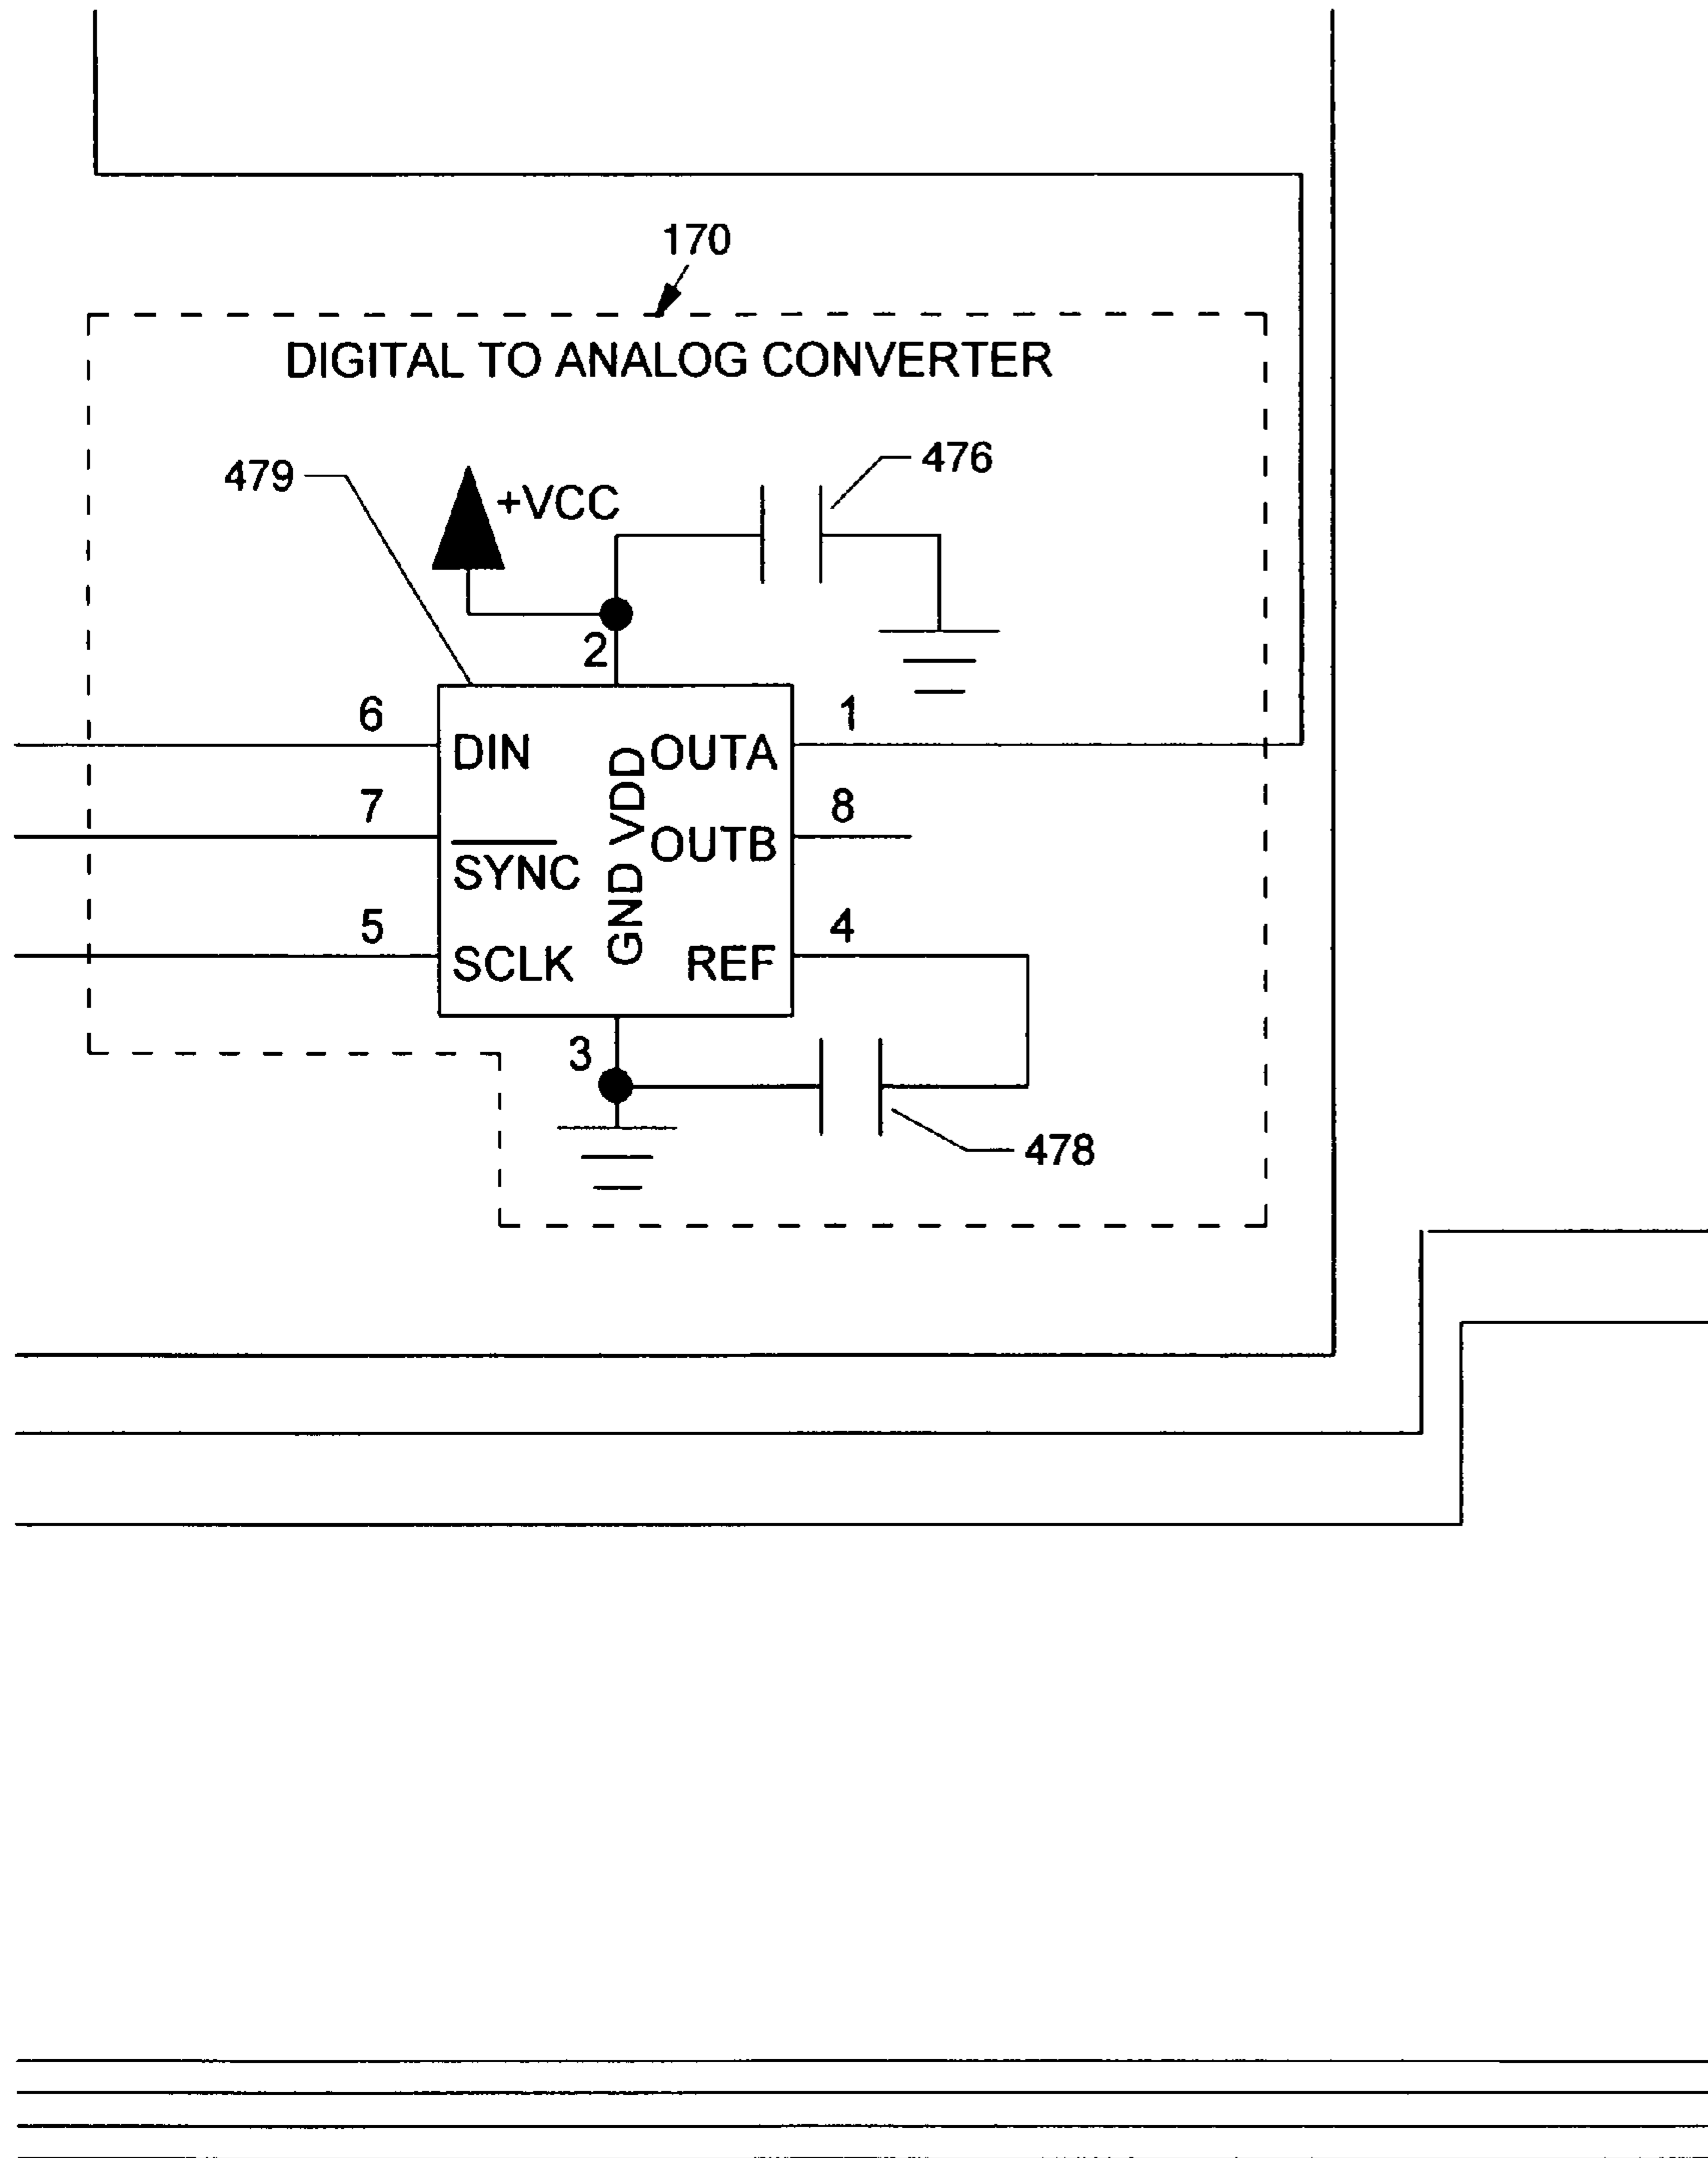 170
DIGITAL TO ANALOG CONVERTER
476
479
+VCC
2
6
1
DIN
OUTA
VDD
7
8
SYNC
OUTB
GND
5
4
SCLK
REF
3
478